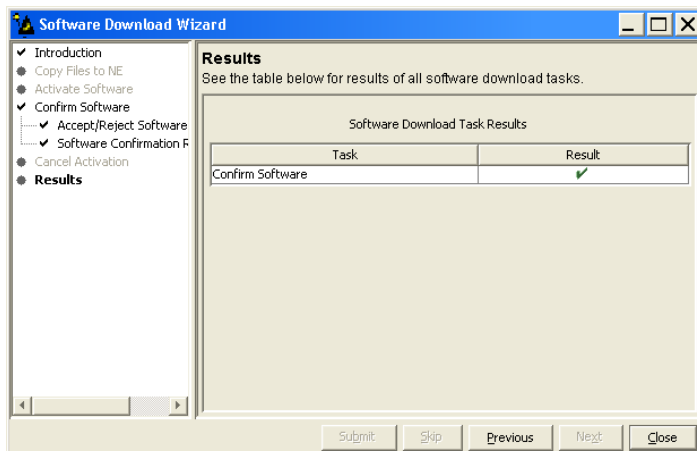 Software Download Wizard
Introduction
Copy Files to NE
Activate Software
Confirm Software
Accept/Reject Software
Software Confirmation R
Cancel Activation
Results
Results
See the table below for results of all software download tasks.
Software Download Task Results
Task Result
Confirm Software
Submit Skip Previous Next Close